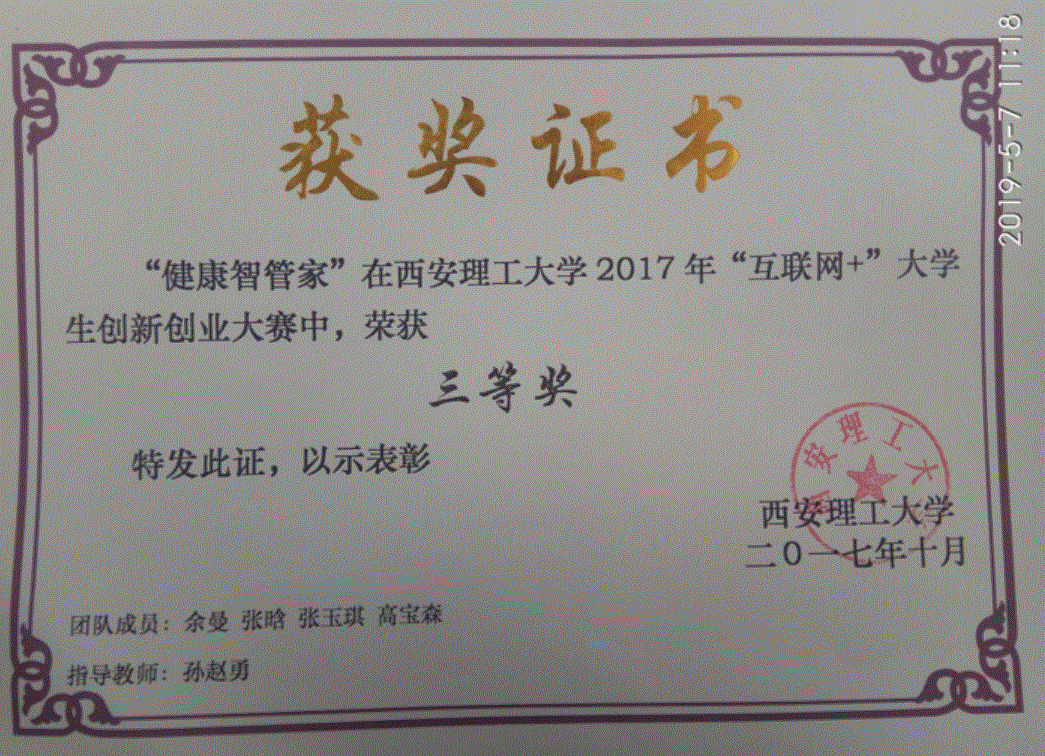 获奖证书
“健康智管家”在西安理工大学2017年“互联网+”大学
生创新创业大赛中，荣获
三等奖
特发此证，以示表彰
西安理工大学
西安理工大学
二0一七年十月
团队成员：余曼 张晗 张玉琪 高宝森
指导教师：孙赵勇
2019-5-7 11:18